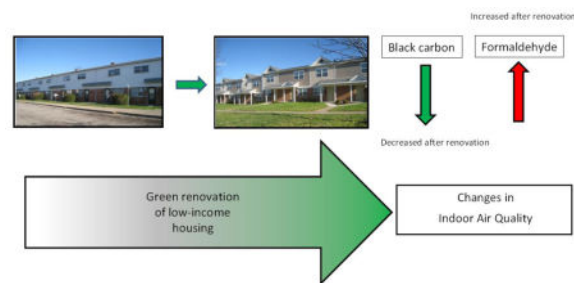 Increased after renovation
Black carbon
Formaldehyde
Decreased after renovation
Green renovation
of low-income
housing
Changes in
Indoor Air Quality